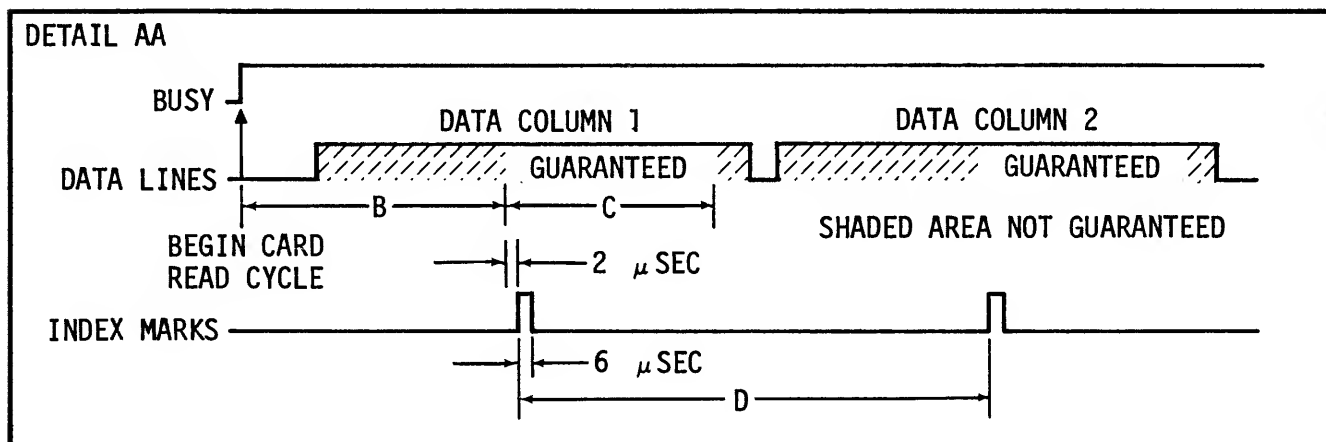 DETAIL AA
BUSY
DATA COLUMN 1
DATA COLUMN 2
DATA LINES
GUARANTEED
GUARANTEED
B
C
SHADED AREA NOT GUARANTEED
BEGIN CARD
READ CYCLE
2 μSEC
INDEX MARKS
6 μSEC
D